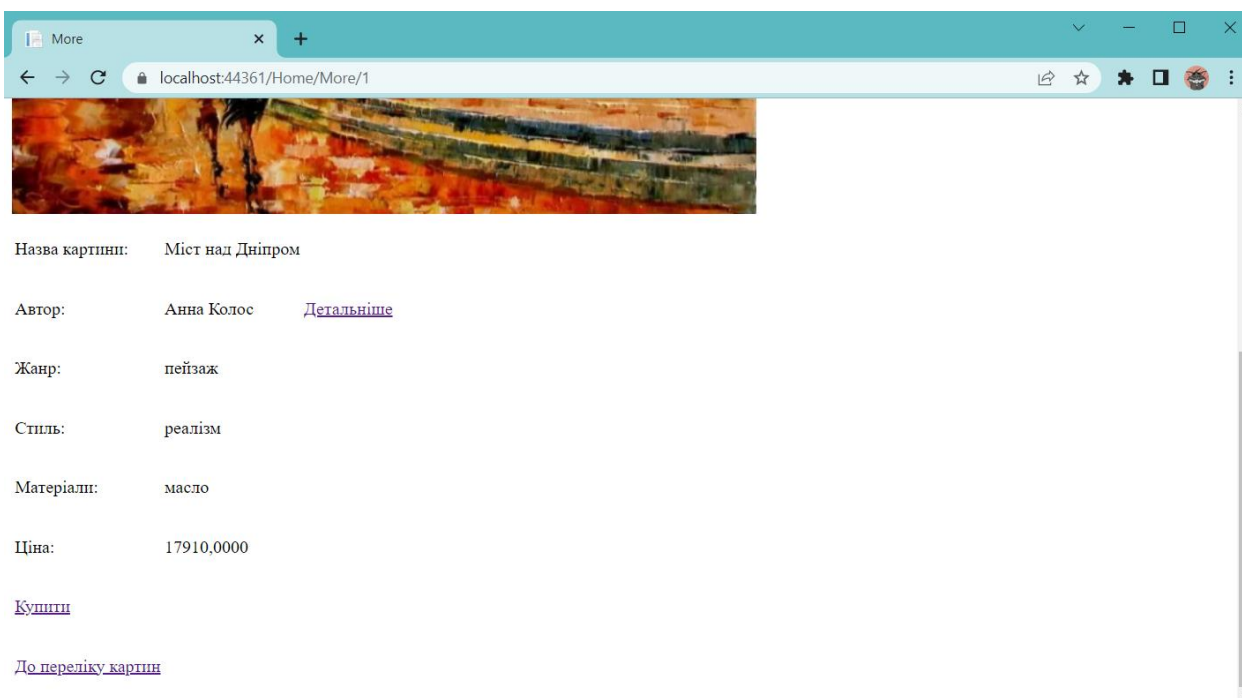 More
localhost:44361/Home/More/1
Назва картини: Міст над Дніпром
Автор: Анна Колос Детальніше
Жанр: пейзаж
Стиль: реалізм
Матеріали: масло
Ціна: 17910,0000
Купити
До переліку картин